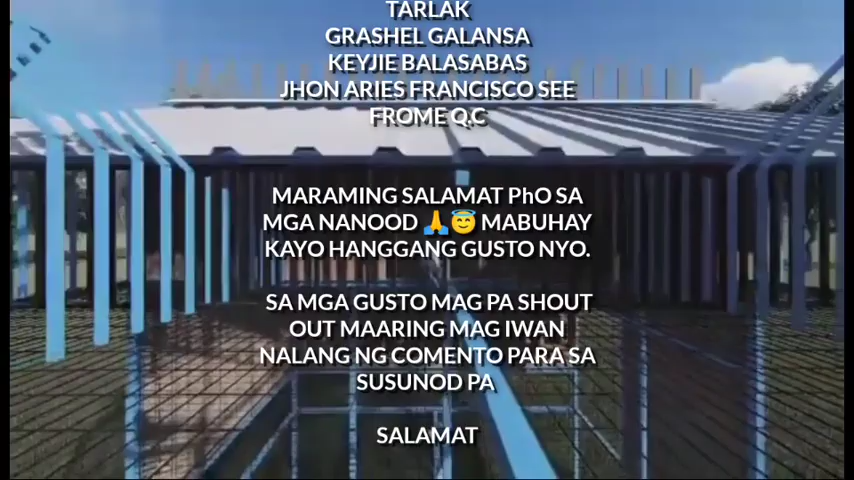 TARLAK
GRASHEL GALANSA
KEYJIE BALASABAS
JHON ARIES FRANCISCO SEE
FROME Q.C
MARAMING SALAMAT PhO SA
MGA NANOOD 🙏😇 MABUHAY
KAYO HANGGANG GUSTO NYO.
SA MGA GUSTO MAG PA SHOUT
OUT MAARING MAG IWAN
NALANG NG COMENTO PARA SA
SUSUNOD PA
SALAMAT